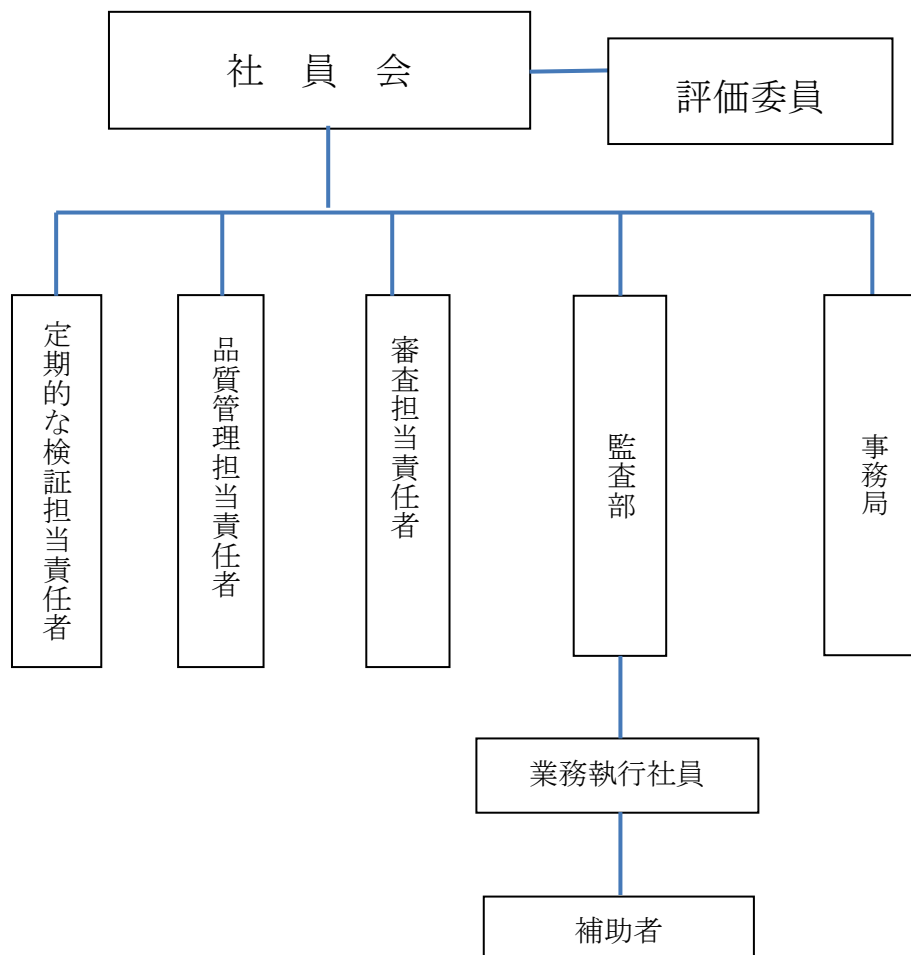 社　員　会
評価委員
定期的な検証担当責任者
品質管理担当責任者
審査担当責任者
監査部
事務局
業務執行社員
補助者